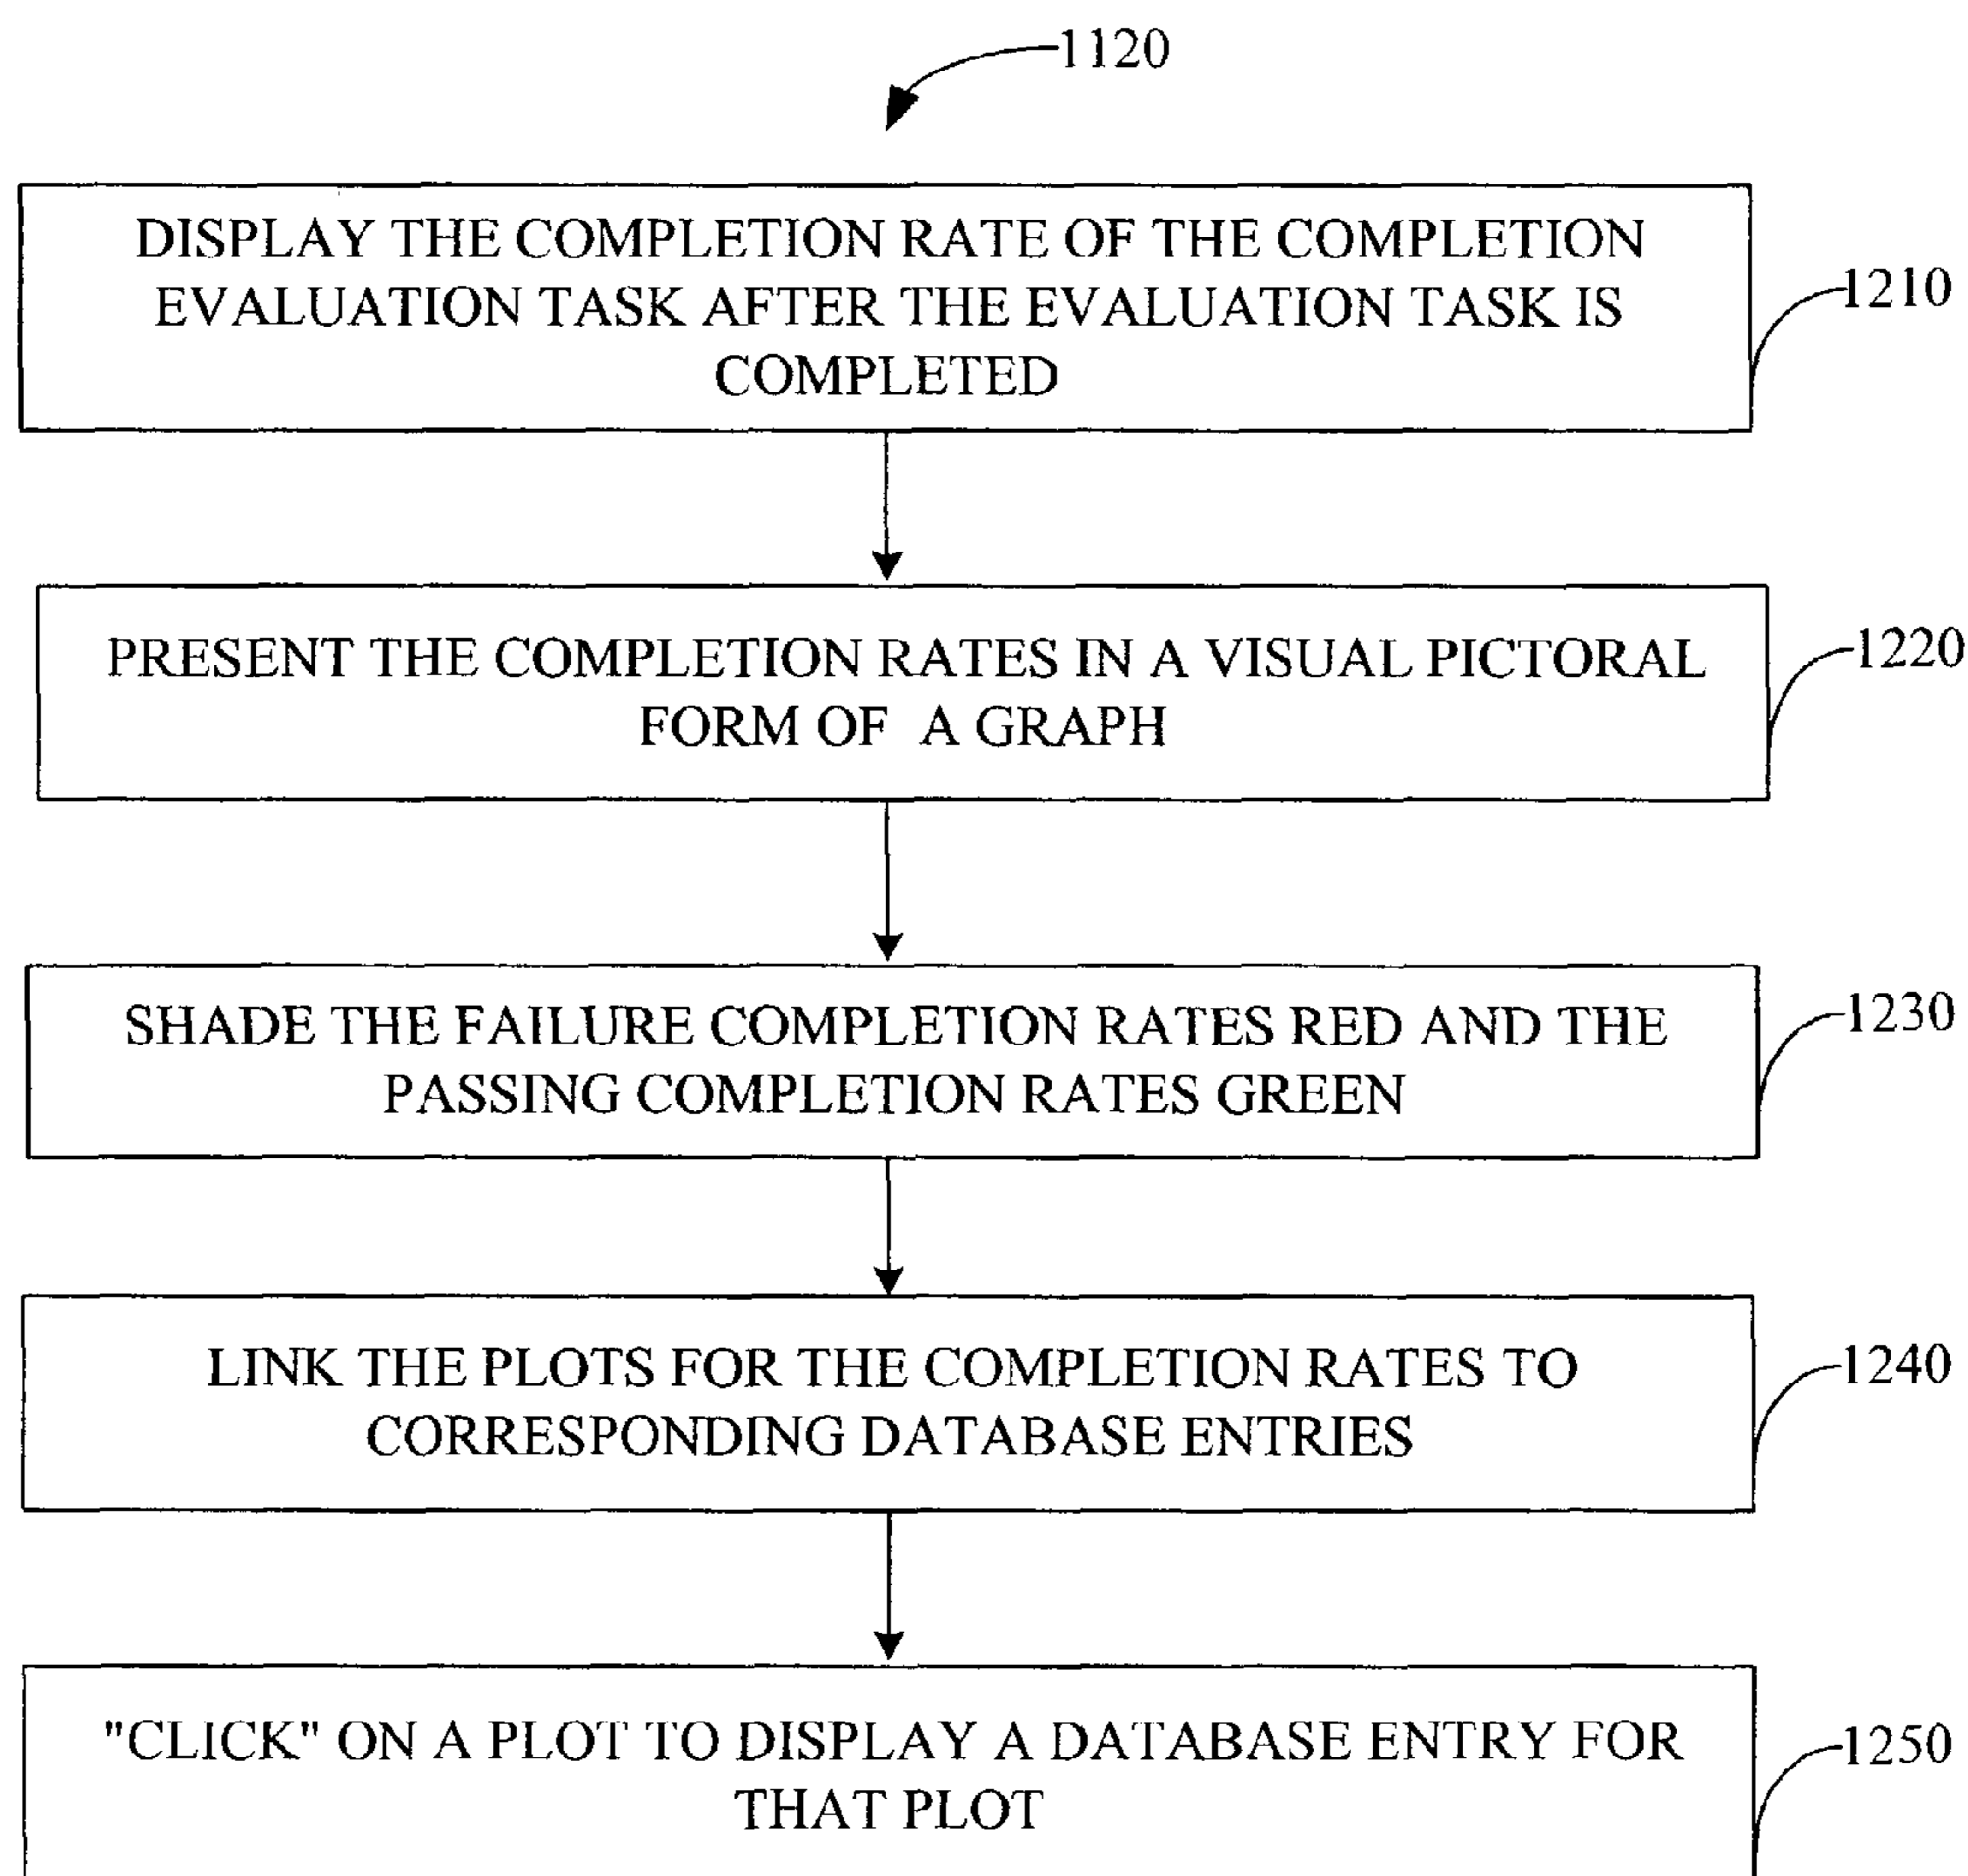 1120
DISPLAY THE COMPLETION RATE OF THE COMPLETION
EVALUATION TASK AFTER THE EVALUATION TASK IS
COMPLETED
1210
PRESENT THE COMPLETION RATES IN A VISUAL PICTORAL
FORM OF A GRAPH
1220
SHADE THE FAILURE COMPLETION RATES RED AND THE
PASSING COMPLETION RATES GREEN
1230
LINK THE PLOTS FOR THE COMPLETION RATES TO
CORRESPONDING DATABASE ENTRIES
1240
"CLICK" ON A PLOT TO DISPLAY A DATABASE ENTRY FOR
THAT PLOT
1250